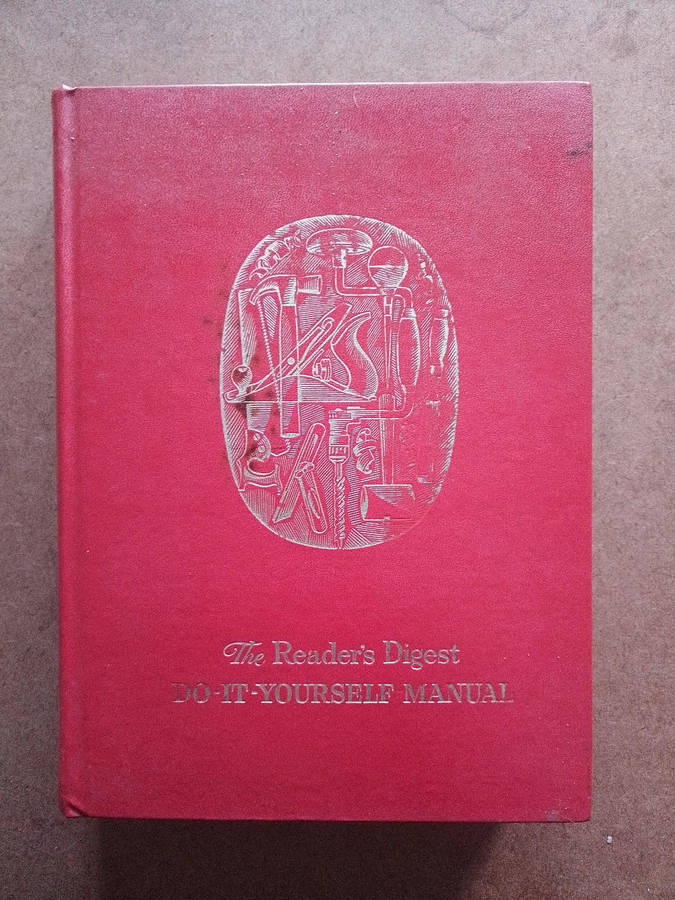 The Reader's Digest
DO-IT-YOURSELF MANUAL